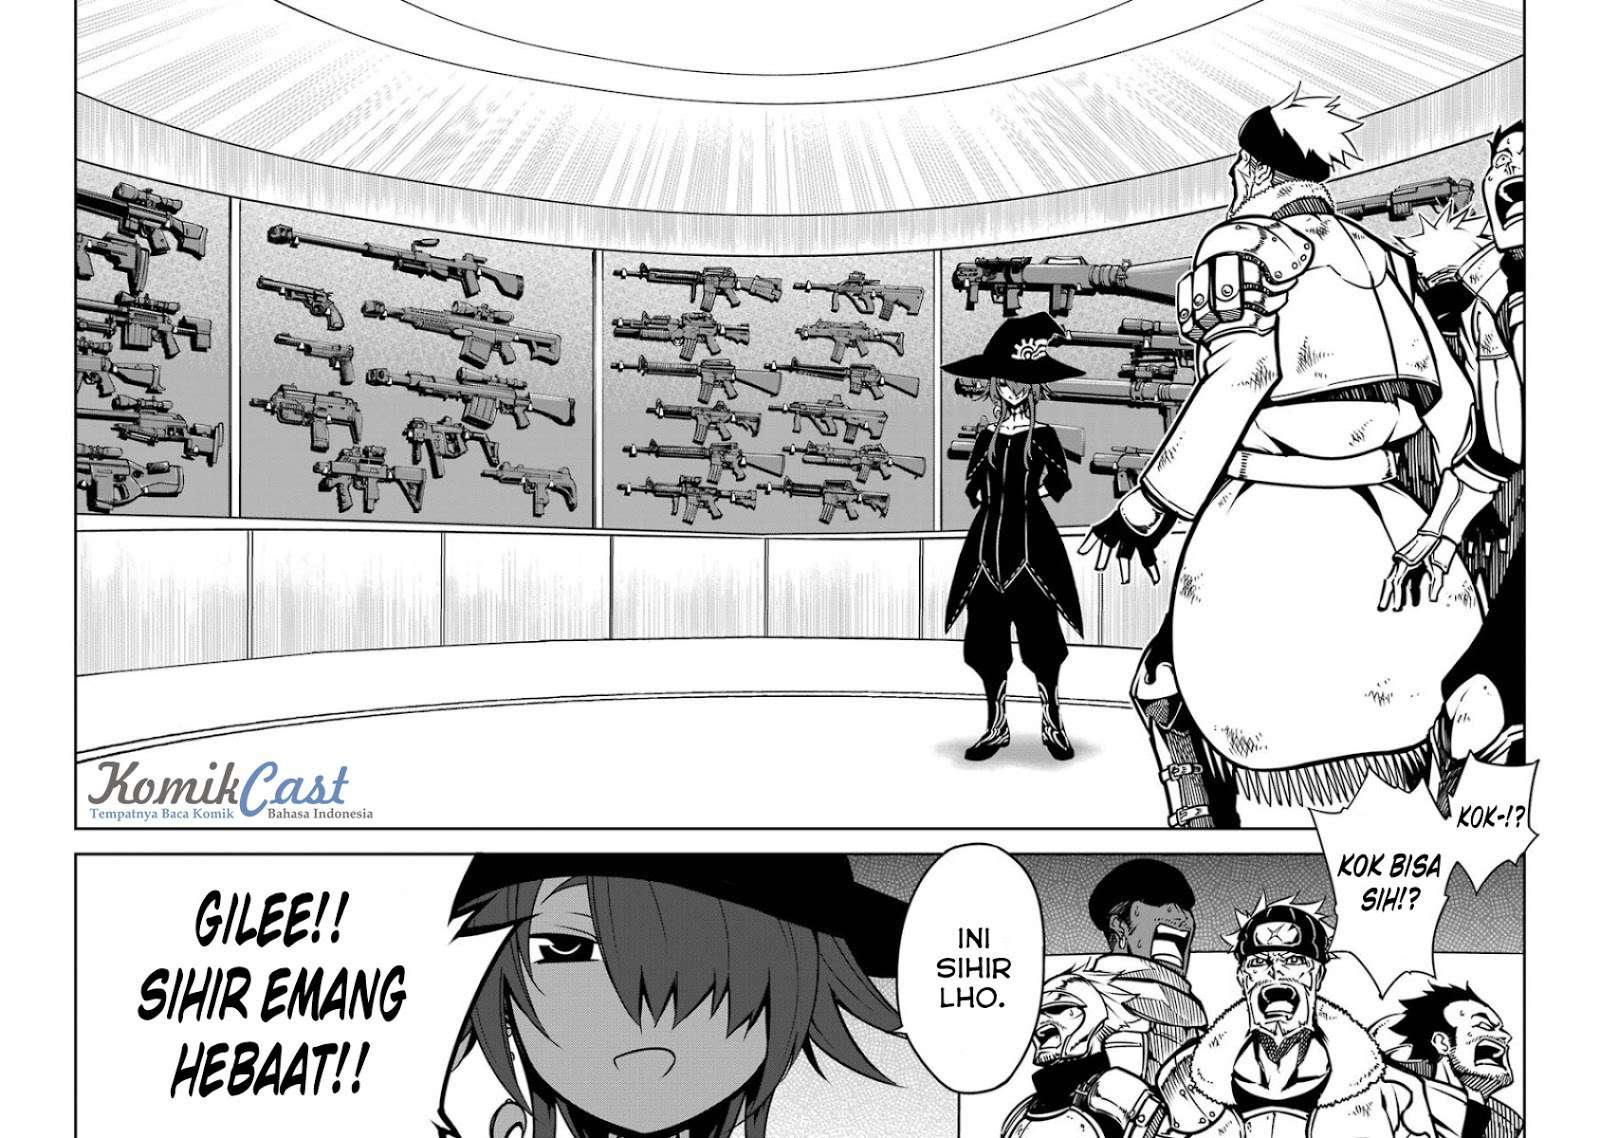 KomikCast
Tempatnya Baca Komik Bahasa Indonesia
KOK-!?
KOK BISA
SIH!?
INI
SIHIR
LHO.
GILEE!!
SIHIR EMANG
HEBAAT!!